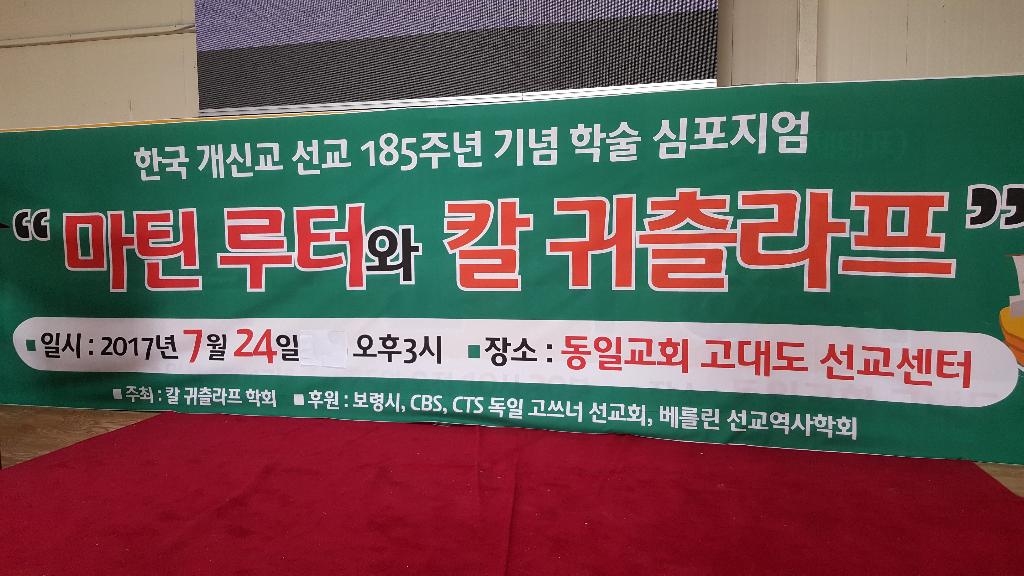 한국 개신교 선교 185주년 기념 학술 심포지엄
“마틴 루터와 칼 귀츨라프”
■일시 : 2017년 7월 24일 오후3시 ■장소 : 동일교회 고대도 선교센터
■주최 : 칼 귀츨라프 학회 ■후원 : 보령시, CBS, CTS 독일 고쓰너 선교회, 베를린 선교역사학회